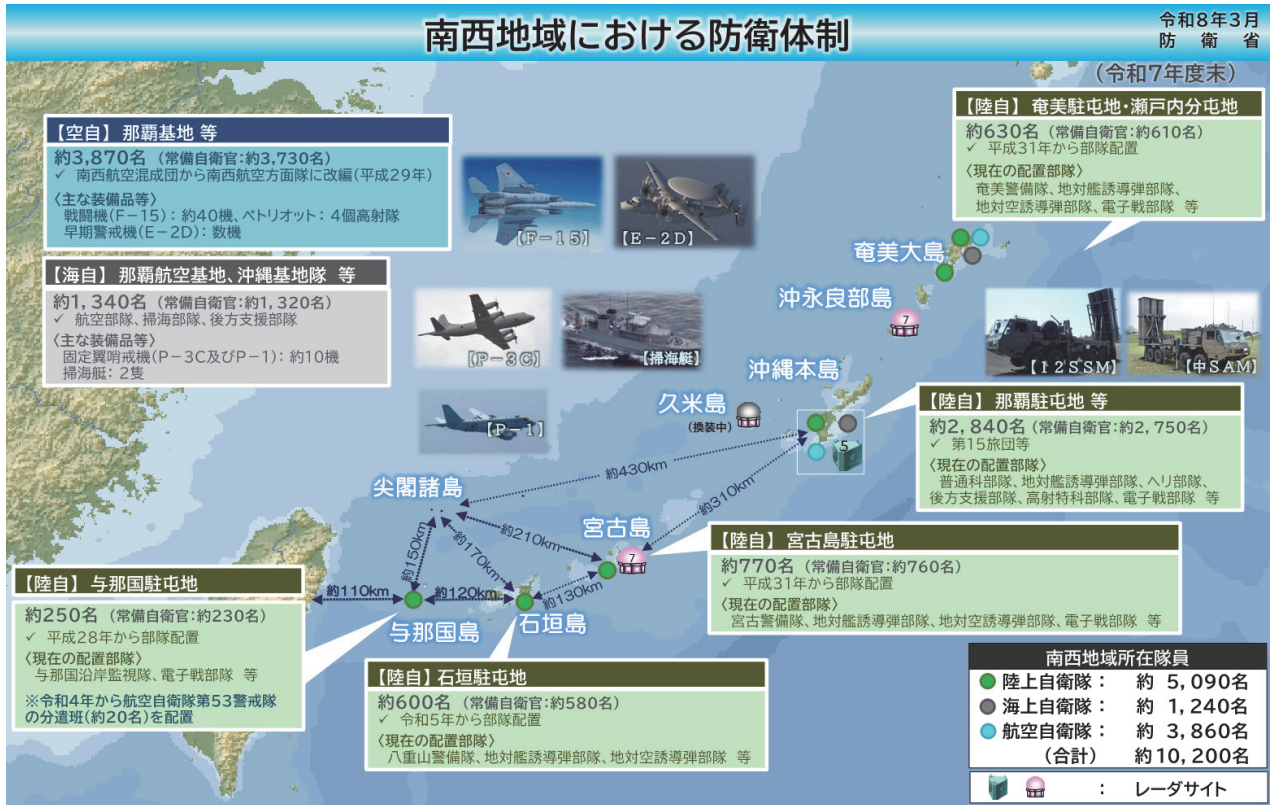 南西地域における防衛体制
令和8年3月
防衛省
（令和7年度末）
【空自】那覇基地 等
約3,870名（常備自衛官：約3,730名）
✓ 南西航空混成団から南西航空方面隊に改編（平成29年）
〈主な装備品等〉
戦闘機（F－15）：約40機、ペトリオット：4個高射隊
早期警戒機（E－2D）：数機
【F－15】
【E－2D】
【海自】那覇航空基地、沖縄基地隊 等
約1,340名（常備自衛官：約1,320名）
✓ 航空部隊、掃海部隊、後方支援部隊
〈主な装備品等〉
固定翼哨戒機（P－3C及びP－1）：約10機
掃海艇：2隻
【P－3C】
【掃海艇】
【P－1】
【陸自】奄美駐屯地・瀬戸内分屯地
約630名（常備自衛官：約610名）
✓ 平成31年から部隊配置
〈現在の配置部隊〉
奄美警備隊、地対艦誘導弾部隊、
地対空誘導弾部隊、電子戦部隊 等
奄美大島
沖永良部島
7
【12SSM】
【中SAM】
沖縄本島
久米島
（換装中）
5
【陸自】那覇駐屯地 等
約2,840名（常備自衛官：約2,750名）
✓ 第15旅団等
〈現在の配置部隊〉
普通科部隊、地対艦誘導弾部隊、ヘリ部隊、
後方支援部隊、高射特科部隊、電子戦部隊 等
約430km
約310km
尖閣諸島
約210km
約150km
約170km
宮古島
7
約110km
約120km
約130km
与那国島
石垣島
【陸自】宮古島駐屯地
約770名（常備自衛官：約760名）
✓ 平成31年から部隊配置
〈現在の配置部隊〉
宮古警備隊、地対艦誘導弾部隊、地対空誘導弾部隊、電子戦部隊 等
【陸自】与那国駐屯地
約250名（常備自衛官：約230名）
✓ 平成28年から部隊配置
〈現在の配置部隊〉
与那国沿岸監視隊、電子戦部隊 等
※令和4年から航空自衛隊第53警戒隊
の分遣班（約20名）を配置
【陸自】石垣駐屯地
約600名（常備自衛官：約580名）
✓ 令和5年から部隊配置
〈現在の配置部隊〉
八重山警備隊、地対艦誘導弾部隊、地対空誘導弾部隊 等
南西地域所在隊員
陸上自衛隊： 約 5,090名
海上自衛隊： 約 1,240名
航空自衛隊： 約 3,860名
（合計） 約10,200名
： レーダサイト